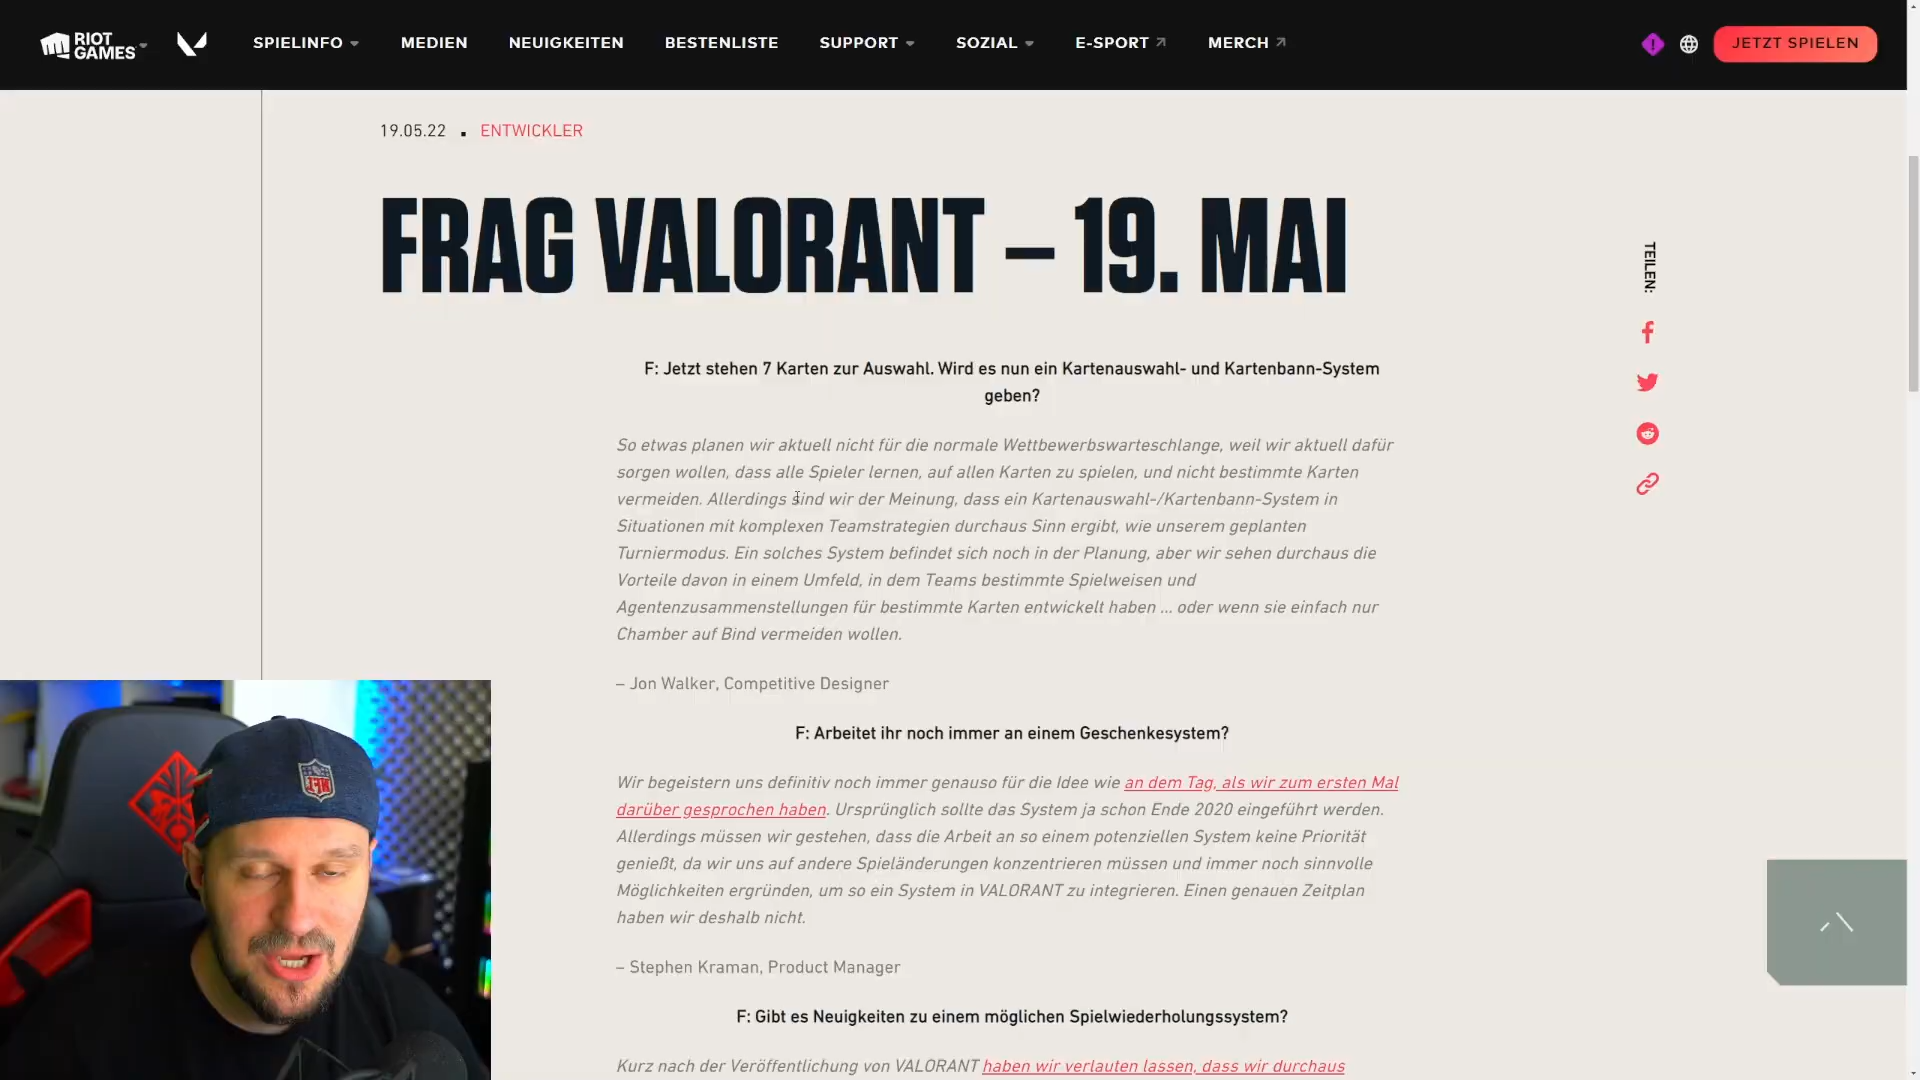 RIOT GAMES
SPIELINFO MEDIEN NEUIGKEITEN BESTENLISTE SUPPORT SOZIAL E-SPORT MERCH JETZT SPIELEN
19.05.22 ENTWICKLER
FRAG VALORANT – 19. MAI
TEILEN:
F: Jetzt stehen 7 Karten zur Auswahl. Wird es nun ein Kartenauswahl- und Kartenbann-System
geben?
So etwas planen wir aktuell nicht für die normale Wettbewerbswarteschlange, weil wir aktuell dafür
sorgen wollen, dass alle Spieler lernen, auf allen Karten zu spielen, und nicht bestimmte Karten
vermeiden. Allerdings sind wir der Meinung, dass ein Kartenauswahl-/Kartenbann-System in
Situationen mit komplexen Teamstrategien durchaus Sinn ergibt, wie unserem geplanten
Turniermodus. Ein solches System befindet sich noch in der Planung, aber wir sehen durchaus die
Vorteile davon in einem Umfeld, in dem Teams bestimmte Spielweisen und
Agentenzusammenstellungen für bestimmte Karten entwickelt haben … oder wenn sie einfach nur
Chamber auf Bind vermeiden wollen.
– Jon Walker, Competitive Designer
F: Arbeitet ihr noch immer an einem Geschenkesystem?
Wir begeistern uns definitiv noch immer genauso für die Idee wie an dem Tag, als wir zum ersten Mal
darüber gesprochen haben. Ursprünglich sollte das System ja schon Ende 2020 eingeführt werden.
Allerdings müssen wir gestehen, dass die Arbeit an so einem potenziellen System keine Priorität
genießt, da wir uns auf andere Spieländerungen konzentrieren müssen und immer noch sinnvolle
Möglichkeiten ergründen, um so ein System in VALORANT zu integrieren. Einen genauen Zeitplan
haben wir deshalb nicht.
– Stephen Kraman, Product Manager
F: Gibt es Neuigkeiten zu einem möglichen Spielwiederholungssystem?
Kurz nach der Veröffentlichung von VALORANT haben wir verlauten lassen, dass wir durchaus
NFL